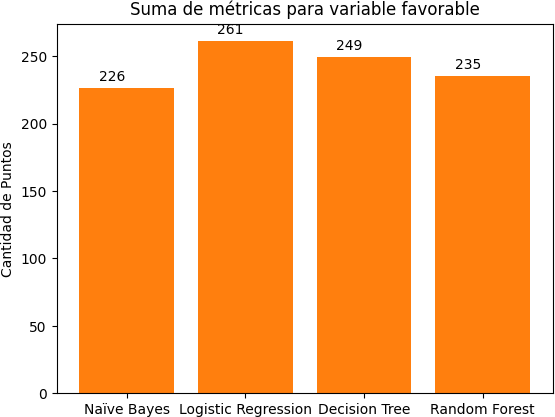 Suma de métricas para variable favorable
Cantidad de Puntos
250
200
150
100
50
0
226
261
249
235
Naïve Bayes
Logistic Regression
Decision Tree
Random Forest